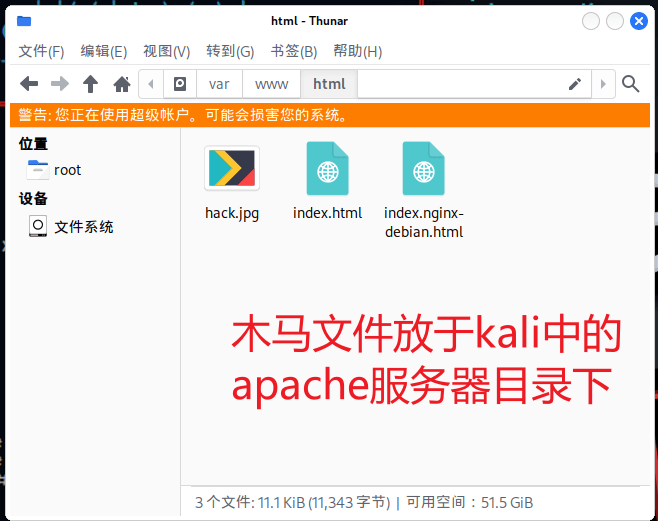 html - Thunar
文件(F) 编辑(E) 视图(V) 转到(G) 书签(B) 帮助(H)
var www html
警告: 您正在使用超级帐户。可能会损害您的系统。
位置
root
设备
文件系统
hack.jpg index.html index.nginx-
debian.html
木马文件放于kali中的
apache服务器目录下
3 个文件: 11.1 KiB (11,343 字节) | 可用空间：51.5 GiB